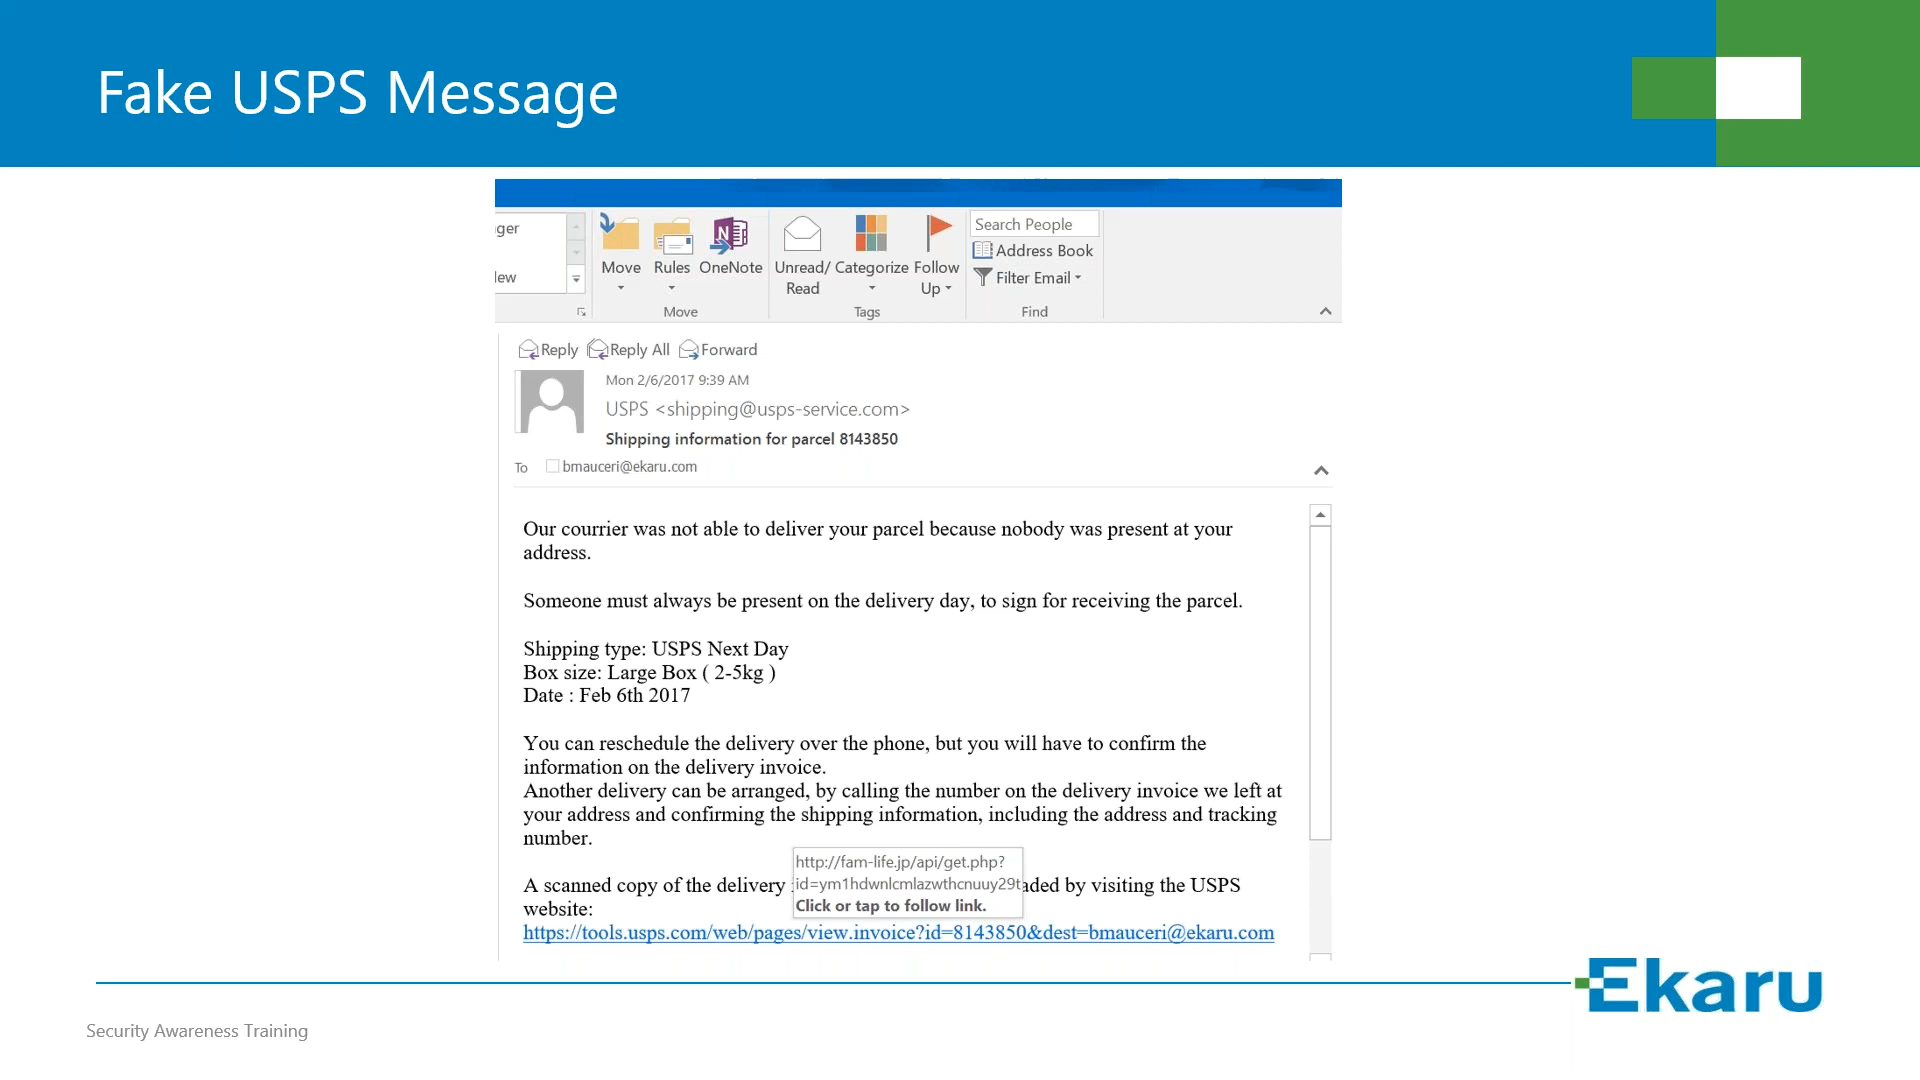 Fake USPS Message
ger
ew
Move
Rules
OneNote
Unread/
Read
Categorize
Follow
Up
Search People
Address Book
Filter Email
Move
Tags
Find
Reply
Reply All
Forward
Mon 2/6/2017 9:39 AM
USPS <shipping@usps-service.com>
Shipping information for parcel 8143850
To
bmauceri@ekaru.com
Our courrier was not able to deliver your parcel because nobody was present at your
address.
Someone must always be present on the delivery day, to sign for receiving the parcel.
Shipping type: USPS Next Day
Box size: Large Box ( 2-5kg )
Date : Feb 6th 2017
You can reschedule the delivery over the phone, but you will have to confirm the
information on the delivery invoice.
Another delivery can be arranged, by calling the number on the delivery invoice we left at
your address and confirming the shipping information, including the address and tracking
number.
http://fam-life.jp/api/get.php?
id=ym1hdwnlcmlazwthcnuuy29t
Click or tap to follow link.
A scanned copy of the delivery aded by visiting the USPS
website:
https://tools.usps.com/web/pages/view.invoice?id=8143850&dest=bmauceri@ekaru.com
Ekaru
Security Awareness Training